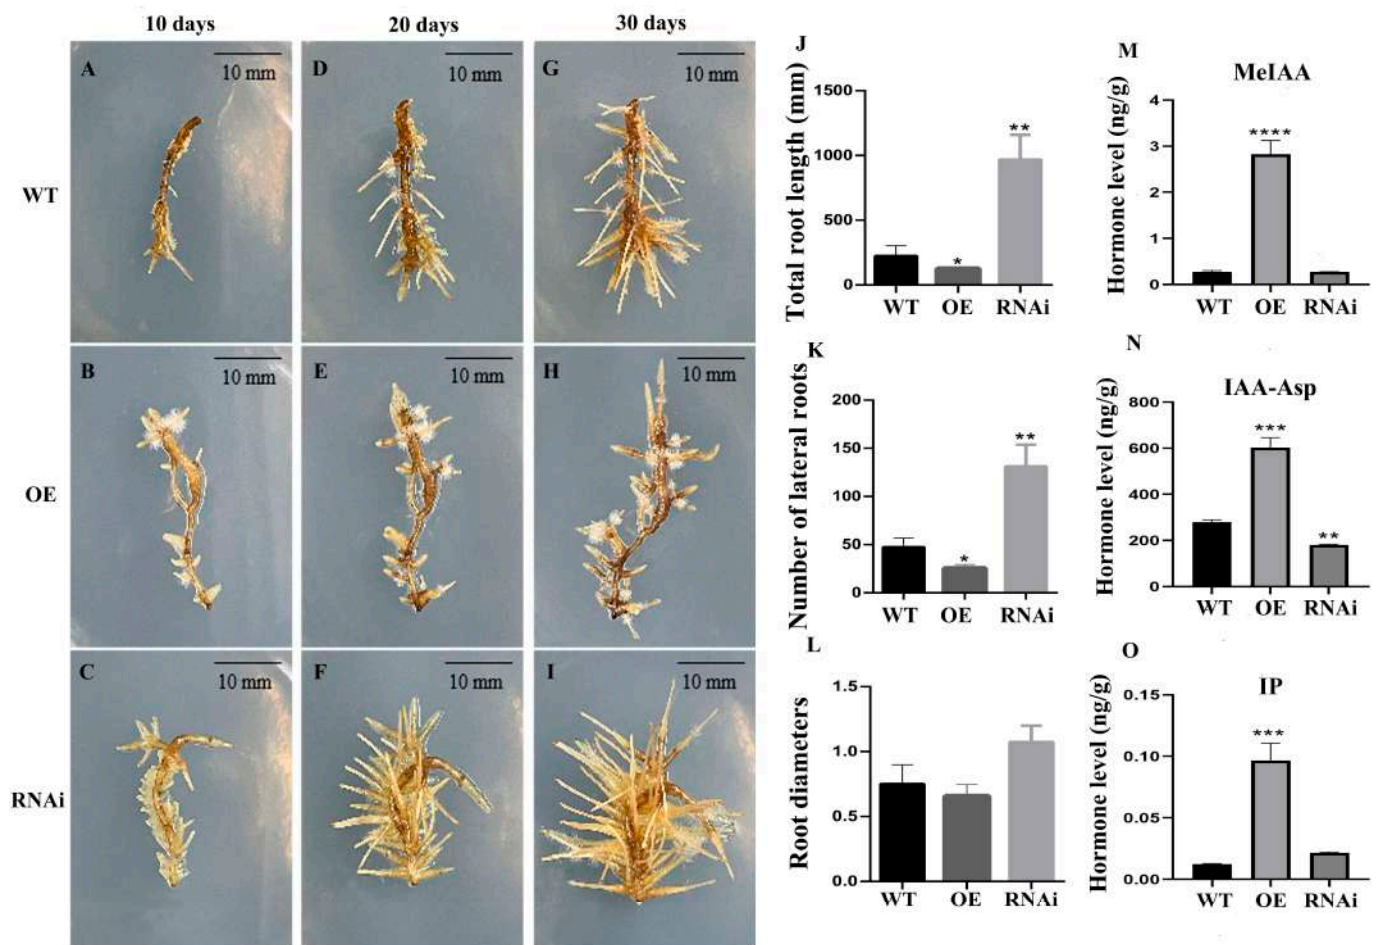 10 days 20 days 30 days
A 10 mm D 10 mm G 10 mm
WT
B 10 mm E 10 mm H 10 mm
OE
C 10 mm F 10 mm I 10 mm
RNAi
J
Total root length (mm)
1500
1000
500
0
**
*
WT OE RNAi
K
Number of lateral roots
200
150
100
50
0
**
*
WT OE RNAi
L
Root diameters
1.5
1.0
0.5
0.0
WT OE RNAi
M
MeIAA
Hormone level (ng/g)
4
3
2
1
0
****
WT OE RNAi
N
IAA-Asp
Hormone level (ng/g)
800
600
400
200
0
***
**
WT OE RNAi
O
IP
Hormone level (ng/g)
0.15
0.10
0.05
0.00
***
WT OE RNAi